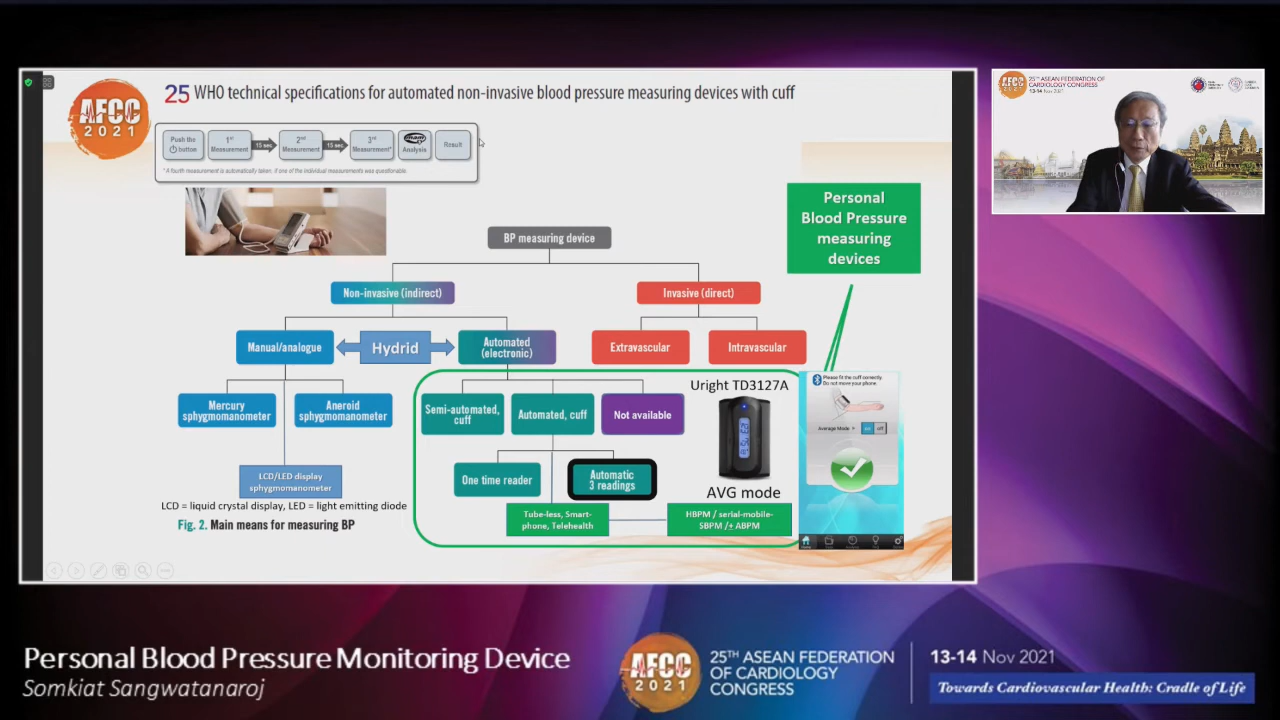 AFCC
2021
25 WHO technical specifications for automated non-invasive blood pressure measuring devices with cuff
Push the
button
1st
Measurement
15 sec
2nd
Measurement
15 sec
3rd
Measurement*
Analysis
Result
* A fourth measurement is automatically taken, if one of the individual measurements was questionable.
Personal
Blood Pressure
measuring
devices
BP measuring device
Non-invasive (indirect)
Invasive (direct)
Manual/analogue
Hydrid
Automated
(electronic)
Extravascular
Intravascular
Mercury
sphygmomanometer
Aneroid
sphygmomanometer
Semi-automated,
cuff
Automated, cuff
Not available
Uright TD3127A
AVG mode
Please fit the cuff correctly.
Do not move your phone.
Average Mode
on
off
LCD/LED display
sphygmomanometer
One time reader
Automatic
3 readings
Tube-less, Smart-
phone, Telehealth
HBPM / serial-mobile-
SBPM /+ ABPM
LCD = liquid crystal display, LED = light emitting diode
Fig. 2. Main means for measuring BP
AFCC
2021
25TH ASEAN FEDERATION OF
CARDIOLOGY CONGRESS
13-14 Nov 2021
Personal Blood Pressure Monitoring Device
Somkiat Sangwatanaroj
AFCC
2021
25TH ASEAN FEDERATION
OF CARDIOLOGY
CONGRESS
13-14 Nov 2021
Towards Cardiovascular Health: Cradle of Life